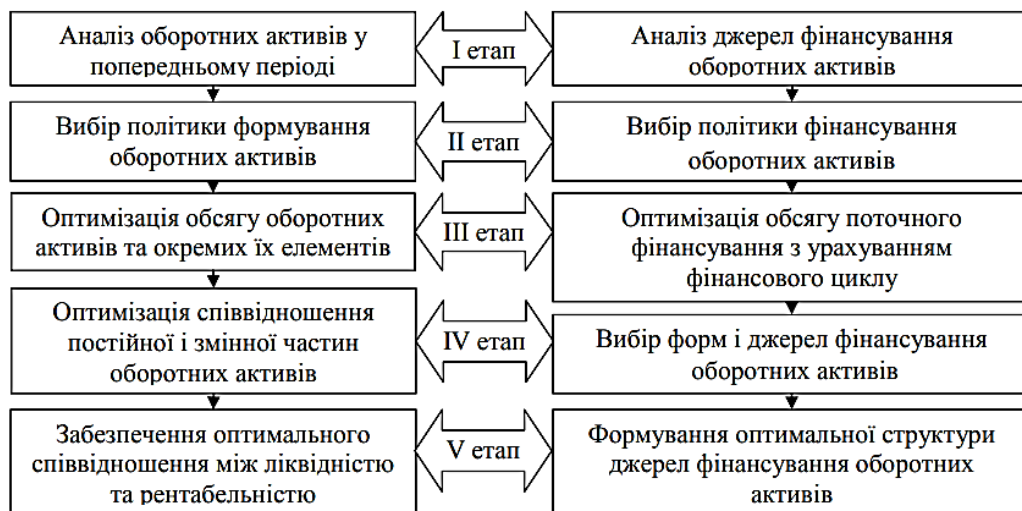 Аналіз оборотних активів у
попередньому періоді
I етап
Аналіз джерел фінансування
оборотних активів
Вибір політики формування
оборотних активів
II етап
Вибір політики фінансування
оборотних активів
Оптимізація обсягу оборотних
активів та окремих їх елементів
III етап
Оптимізація обсягу поточного
фінансування з урахуванням
фінансового циклу
Оптимізація співвідношення
постійної і змінної частин
оборотних активів
IV етап
Вибір форм і джерел фінансування
оборотних активів
Забезпечення оптимального
співвідношення між ліквідністю
та рентабельністю
V етап
Формування оптимальної структури
джерел фінансування оборотних
активів